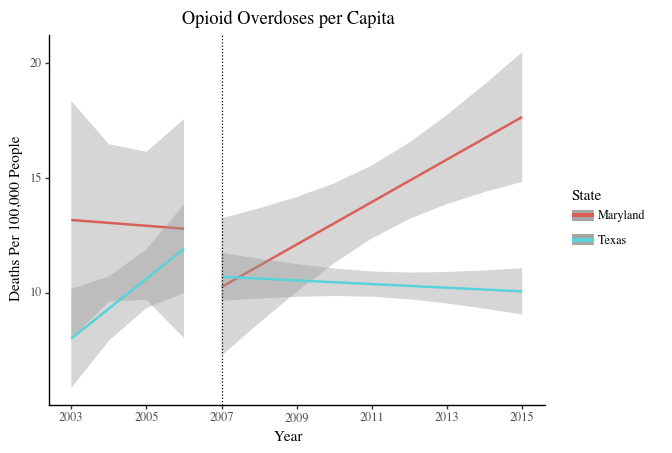 Opioid Overdoses per Capita
Deaths Per 100,000 People
20
15
10
2003 2005 2007 2009 2011 2013 2015
Year
State
Maryland
Texas